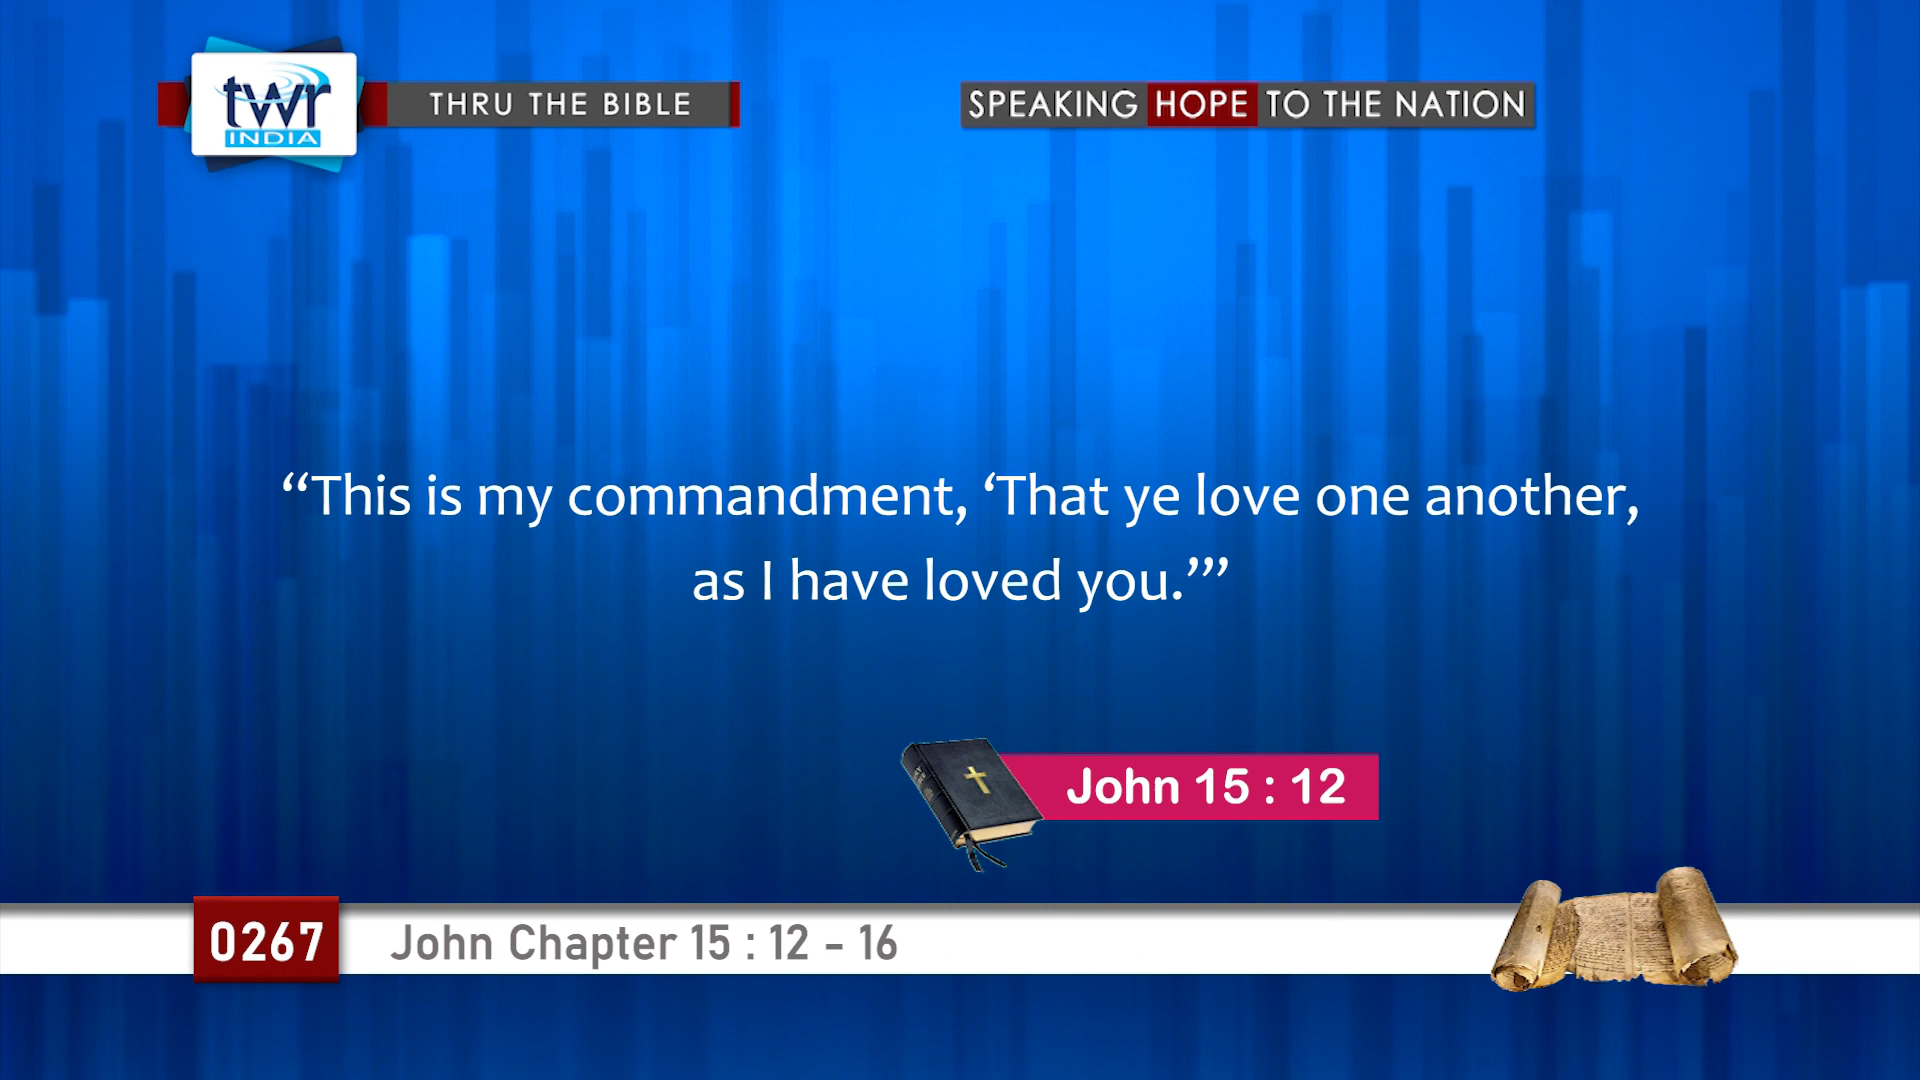 twr
INDIA
THRU THE BIBLE
SPEAKING HOPE TO THE NATION
“This is my commandment, ‘That ye love one another,
as I have loved you.’”
John 15 : 12
0267
John Chapter 15 : 12 - 16